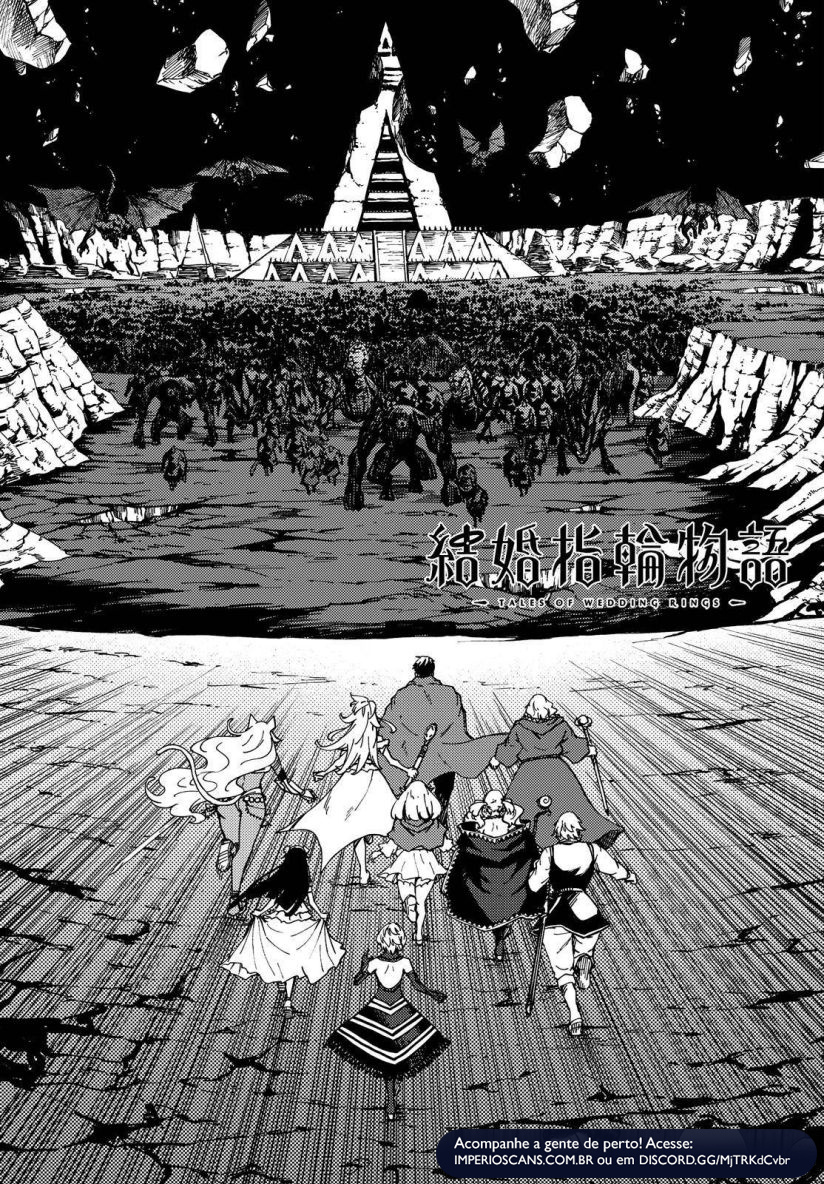 結婚指輪物語
TALES OF WEDDING RINGS
Acompanhe a gente de perto! Acesse:
IMPERIOSCANS.COM.BR ou em DISCORD.GG/MjTRKdCvbr